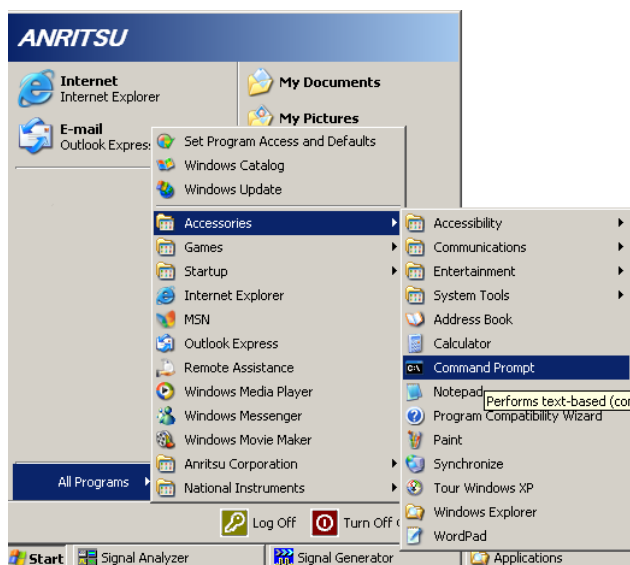 ANRITSU
Internet
Internet Explorer
E-mail
Outlook Express
My Documents
My Pictures
Set Program Access and Defaults
Windows Catalog
Windows Update
Accessories
Games
Startup
Internet Explorer
MSN
Outlook Express
Remote Assistance
Windows Media Player
Windows Messenger
Windows Movie Maker
Anritsu Corporation
National Instruments
Accessibility
Communications
Entertainment
System Tools
Address Book
Calculator
Command Prompt
Notepad
Performs text-based (co
Program Compatibility Wizard
Paint
Synchronize
Tour Windows XP
Windows Explorer
WordPad
All Programs
Log Off
Turn Off
Start
Signal Analyzer
Signal Generator
Applications